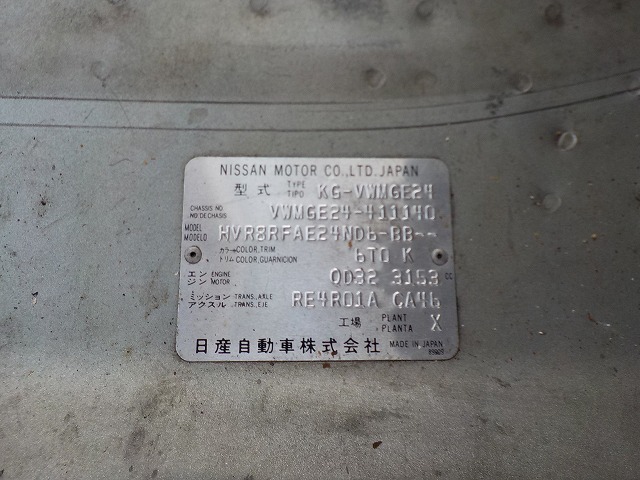 NISSAN MOTOR CO.,LTD. JAPAN
型式 TYPE TIPO KG-VWMGE24
CHASSIS NO NO.DE CHASIS VWMGE24-411140
MODEL MODELO HVR8RFAE24NDb-BB--
カラー COLOR,TRIM トリム COLOR,GUARNICION 6T0 K
エンジン ENGINE MOTOR QD32 3153 CC
ミッション TRANS., AXLE アクスル TRANS., EJE RE4R01A CA46
工場 PLANT PLANTA X
日産自動車株式会社 MADE IN JAPAN